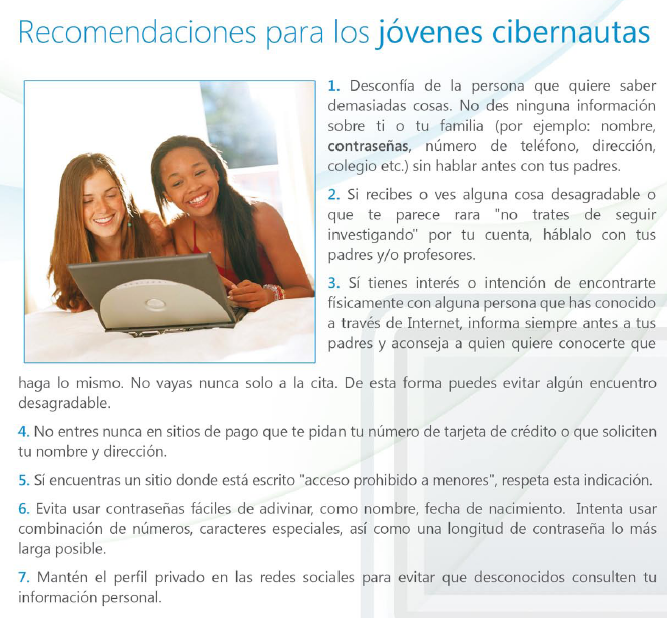 Recomendaciones para los jóvenes cibernautas
1. Desconfía de la persona que quiere saber
demasiadas cosas. No des ninguna información
sobre ti o tu familia (por ejemplo: nombre,
contraseñas, número de teléfono, dirección,
colegio etc.) sin hablar antes con tus padres.
2. Si recibes o ves alguna cosa desagradable o
que te parece rara "no trates de seguir
investigando" por tu cuenta, háblalo con tus
padres y/o profesores.
3. Sí tienes interés o intención de encontrarte
físicamente con alguna persona que has conocido
a través de Internet, informa siempre antes a tus
padres y aconseja a quien quiere conocerte que
haga lo mismo. No vayas nunca solo a la cita. De esta forma puedes evitar algún encuentro
desagradable.
4. No entres nunca en sitios de pago que te pidan tu número de tarjeta de crédito o que soliciten
tu nombre y dirección.
5. Sí encuentras un sitio donde está escrito "acceso prohibido a menores", respeta esta indicación.
6. Evita usar contraseñas fáciles de adivinar, como nombre, fecha de nacimiento. Intenta usar
combinación de números, caracteres especiales, así como una longitud de contraseña lo más
larga posible.
7. Mantén el perfil privado en las redes sociales para evitar que desconocidos consulten tu
información personal.